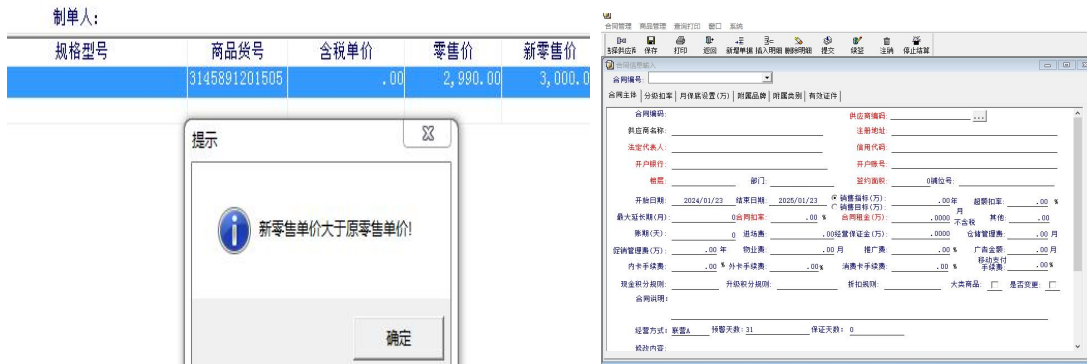 制单人：
规格型号 商品货号 含税单价 零售价 新零售价
3145891201505 .00 2,990.00 3,000.0
提示
新零售单价大于原零售单价!
确定
合同管理 商品管理 查询打印 窗口 系统
保存 打印 返回 新增单据 插入明细 删除明细 提交 续签 注销 停止结算
合同信息输入
合同编号:
合同主体 分级扣率 月保底设置(万) 附属品牌 附属类别 有效证件
合同编码: 供应商编码: ...
供应商名称: 注册地址:
法定代表人: 信用代码:
开户银行: 开户账号:
楼层: 部门: 签约面积: 0铺位号:
开始日期: 2024/01/23 结束日期: 2025/01/23 销售指标(万): .00年 超额扣率: .00 %
销售目标(万):
最大延长期(月): 0合同扣率: .00 % 合同租金(万): .0000 月 不含税 其他: .00
账期(天): 0 进场费: .00经营保证金(万): .0000 仓储管理费: .00 月
促销管理费(万): .00 年 物业费: .00 月 推广费: .00 % 广告金额: .00 月
内卡手续费: .00 % 外卡手续费: .00% 消费卡手续费: .00 % 移动支付手续费: .00%
现金积分规则: 升级积分规则: 折扣规则: 大类商品: 是否变更:
合同说明:
经营方式: 联营A 预警天数: 31 保证天数: 0
修改内容: